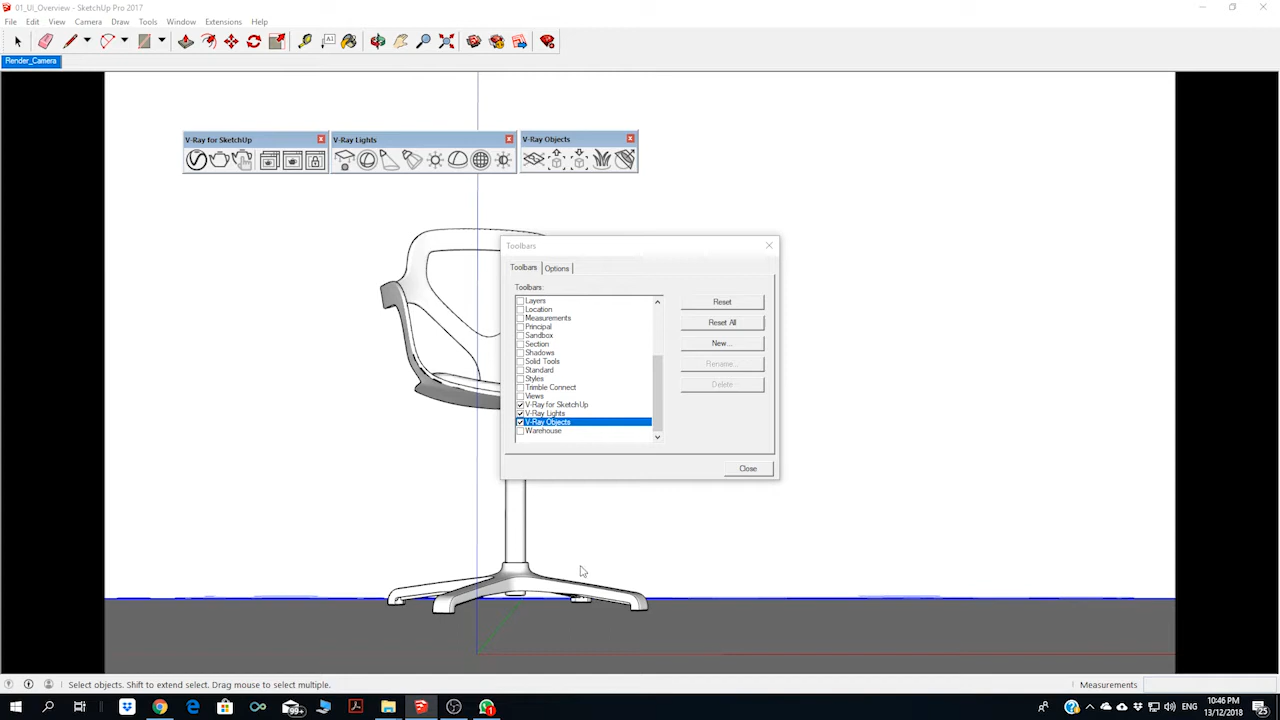 01_UI_Overview - SketchUp Pro 2017
File Edit View Camera Draw Tools Window Extensions Help
Render_Camera
V-Ray for SketchUp
V-Ray Lights
V-Ray Objects
Toolbars
Toolbars Options
Toolbars:
Layers
Location
Measurements
Principal
Sandbox
Section
Shadows
Solid Tools
Standard
Styles
Trimble Connect
Views
V-Ray for SketchUp
V-Ray Lights
V-Ray Objects
Warehouse
Reset
Reset All
New...
Rename...
Delete
Close
Select objects. Shift to extend select. Drag mouse to select multiple.
Measurements
99+
1
10:46 PM
13/12/2018
25